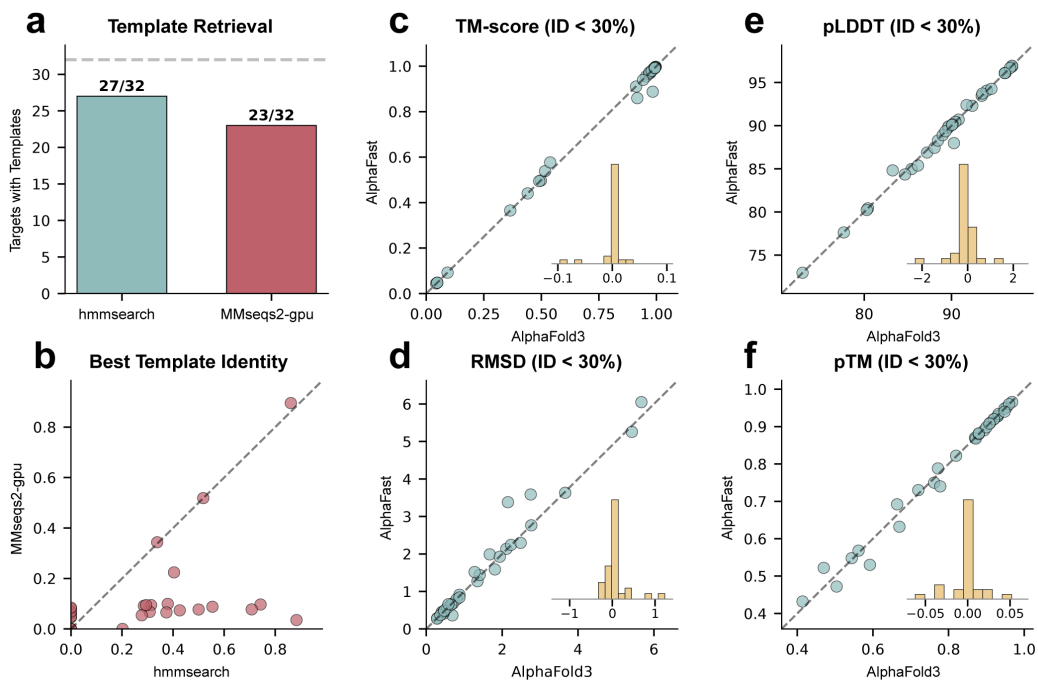 a
Template Retrieval
Targets with Templates
30
25
20
15
10
5
0
27/32
23/32
hmmsearch
MMseqs2-gpu
b
Best Template Identity
MMseqs2-gpu
0.8
0.6
0.4
0.2
0.0
0.0 0.2 0.4 0.6 0.8
hmmsearch
c
TM-score (ID < 30%)
AlphaFast
1.0
0.8
0.6
0.4
0.2
0.0
−0.1 0.0 0.1
0.00 0.25 0.50 0.75 1.00
AlphaFold3
d
RMSD (ID < 30%)
AlphaFast
6
5
4
3
2
1
0
−1 0 1
0 2 4 6
AlphaFold3
e
pLDDT (ID < 30%)
AlphaFast
95
90
85
80
75
−2 0 2
80 90
AlphaFold3
f
pTM (ID < 30%)
AlphaFast
1.0
0.9
0.8
0.7
0.6
0.5
0.4
−0.05 0.00 0.05
0.4 0.6 0.8 1.0
AlphaFold3